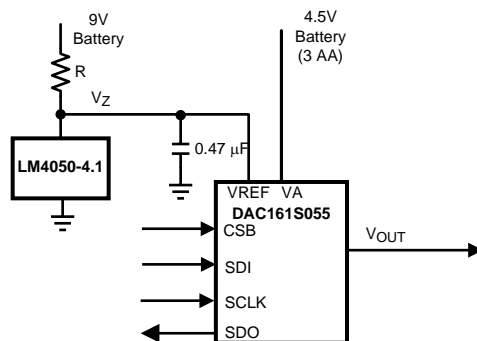 9V
Battery
R
VZ
LM4050-4.1
0.47 µF
4.5V
Battery
(3 AA)
VREF VA
DAC161S055
CSB
SDI
SCLK
SDO
VOUT